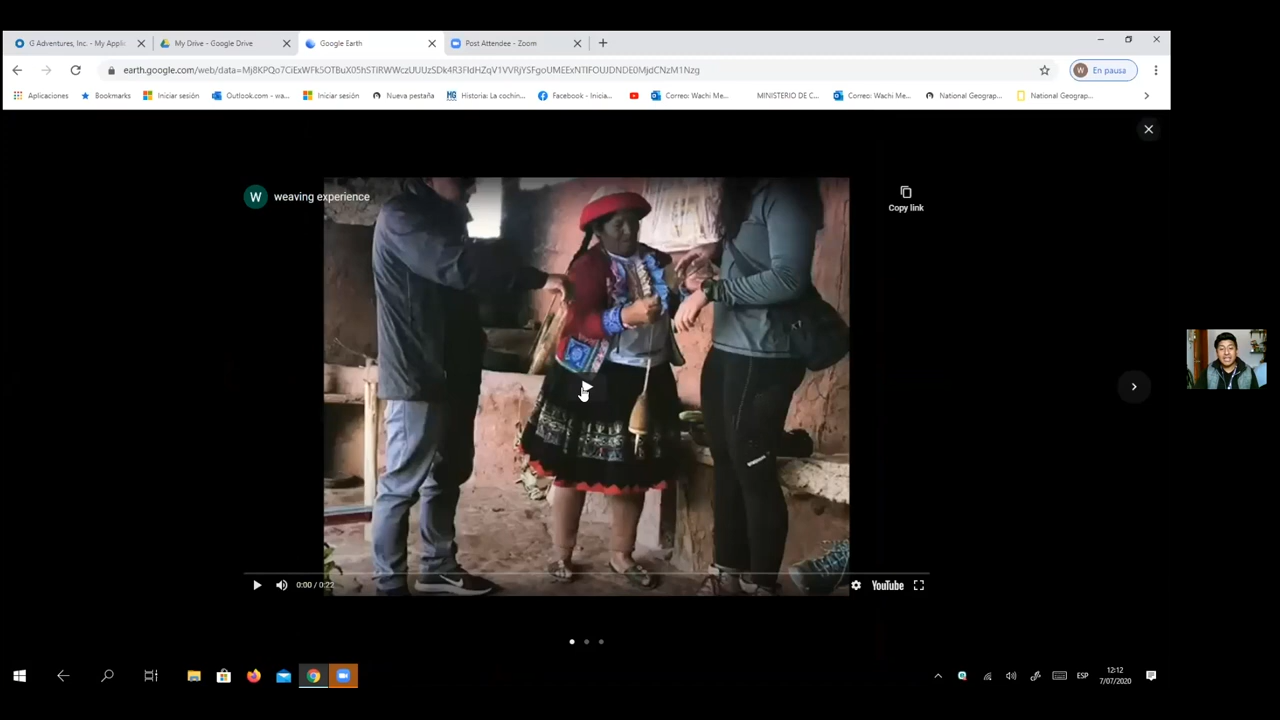 G Adventures, Inc. - My Applic
My Drive - Google Drive
Google Earth
Post Attendee - Zoom
earth.google.com/web/data=Mj8KPQo7CiExWFk5OTBuX05hSTlRWWczUUUzSDk4R3FldHZqV1VVRjYSFgoUMEExNTlFOUJDNDE0MjdCNzM1Nzg
En pausa
Aplicaciones
Bookmarks
Iniciar sesión
Outlook.com - wa...
Iniciar sesión
Nueva pestaña
HG
Historia: La cochin...
Facebook - Inicia...
Correo: Wachi Me...
MINISTERIO DE C...
Correo: Wachi Me...
National Geograp...
National Geograp...
W weaving experience
Copy link
0:00 / 0:22
YouTube
ESP
12:12
7/07/2020